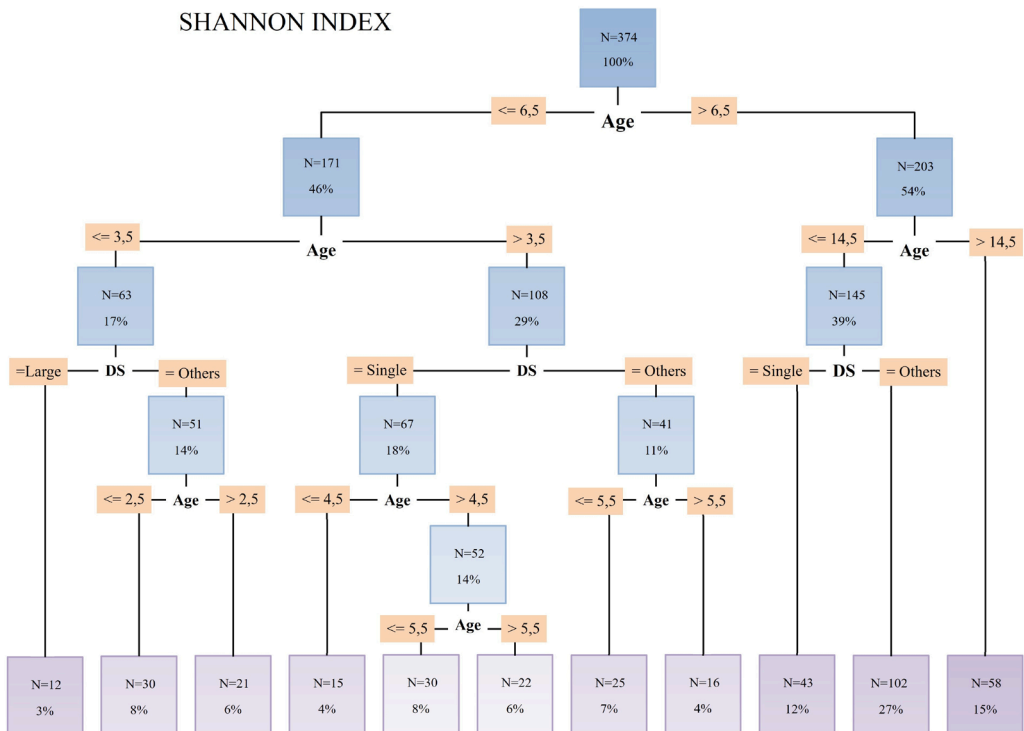 SHANNON INDEX
N=374
100%
<= 6,5
Age
> 6,5
N=171
46%
N=203
54%
<= 3,5
Age
> 3,5
<= 14,5
Age
> 14,5
N=63
17%
N=108
29%
N=145
39%
=Large
DS
= Others
= Single
DS
= Others
= Single
DS
= Others
N=51
14%
N=67
18%
N=41
11%
<= 2,5
Age
> 2,5
<= 4,5
Age
> 4,5
<= 5,5
Age
> 5,5
N=52
14%
<= 5,5
Age
> 5,5
N=12
3%
N=30
8%
N=21
6%
N=15
4%
N=30
8%
N=22
6%
N=25
7%
N=16
4%
N=43
12%
N=102
27%
N=58
15%